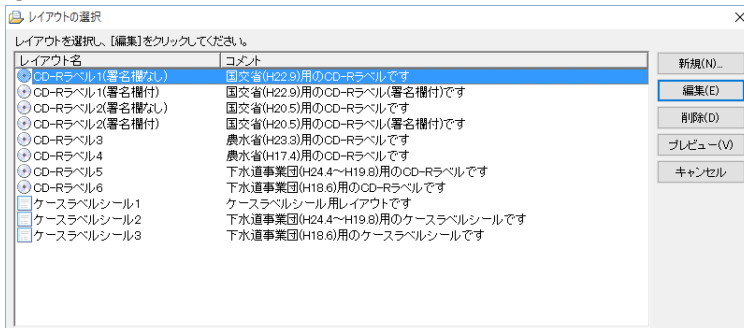 レイアウトの選択
レイアウトを選択し、[編集]をクリックしてください。
レイアウト名 コメント
CD-Rラベル1(署名欄なし) 国交省(H22.9)用のCD-Rラベルです
CD-Rラベル1(署名欄付) 国交省(H22.9)用のCD-Rラベル(署名欄付)です
CD-Rラベル2(署名欄なし) 国交省(H20.5)用のCD-Rラベルです
CD-Rラベル2(署名欄付) 国交省(H20.5)用のCD-Rラベル(署名欄付)です
CD-Rラベル3 農水省(H23.3)用のCD-Rラベルです
CD-Rラベル4 農水省(H17.4)用のCD-Rラベルです
CD-Rラベル5 下水道事業団(H24.4～H19.8)用のCD-Rラベルです
CD-Rラベル6 下水道事業団(H18.6)用のCD-Rラベルです
ケースラベルシール1 ケースラベルシール用レイアウトです
ケースラベルシール2 下水道事業団(H24.4～H19.8)用のケースラベルシールです
ケースラベルシール3 下水道事業団(H18.6)用のケースラベルシールです
新規(N)...
編集(E)
削除(D)
プレビュー(V)
キャンセル